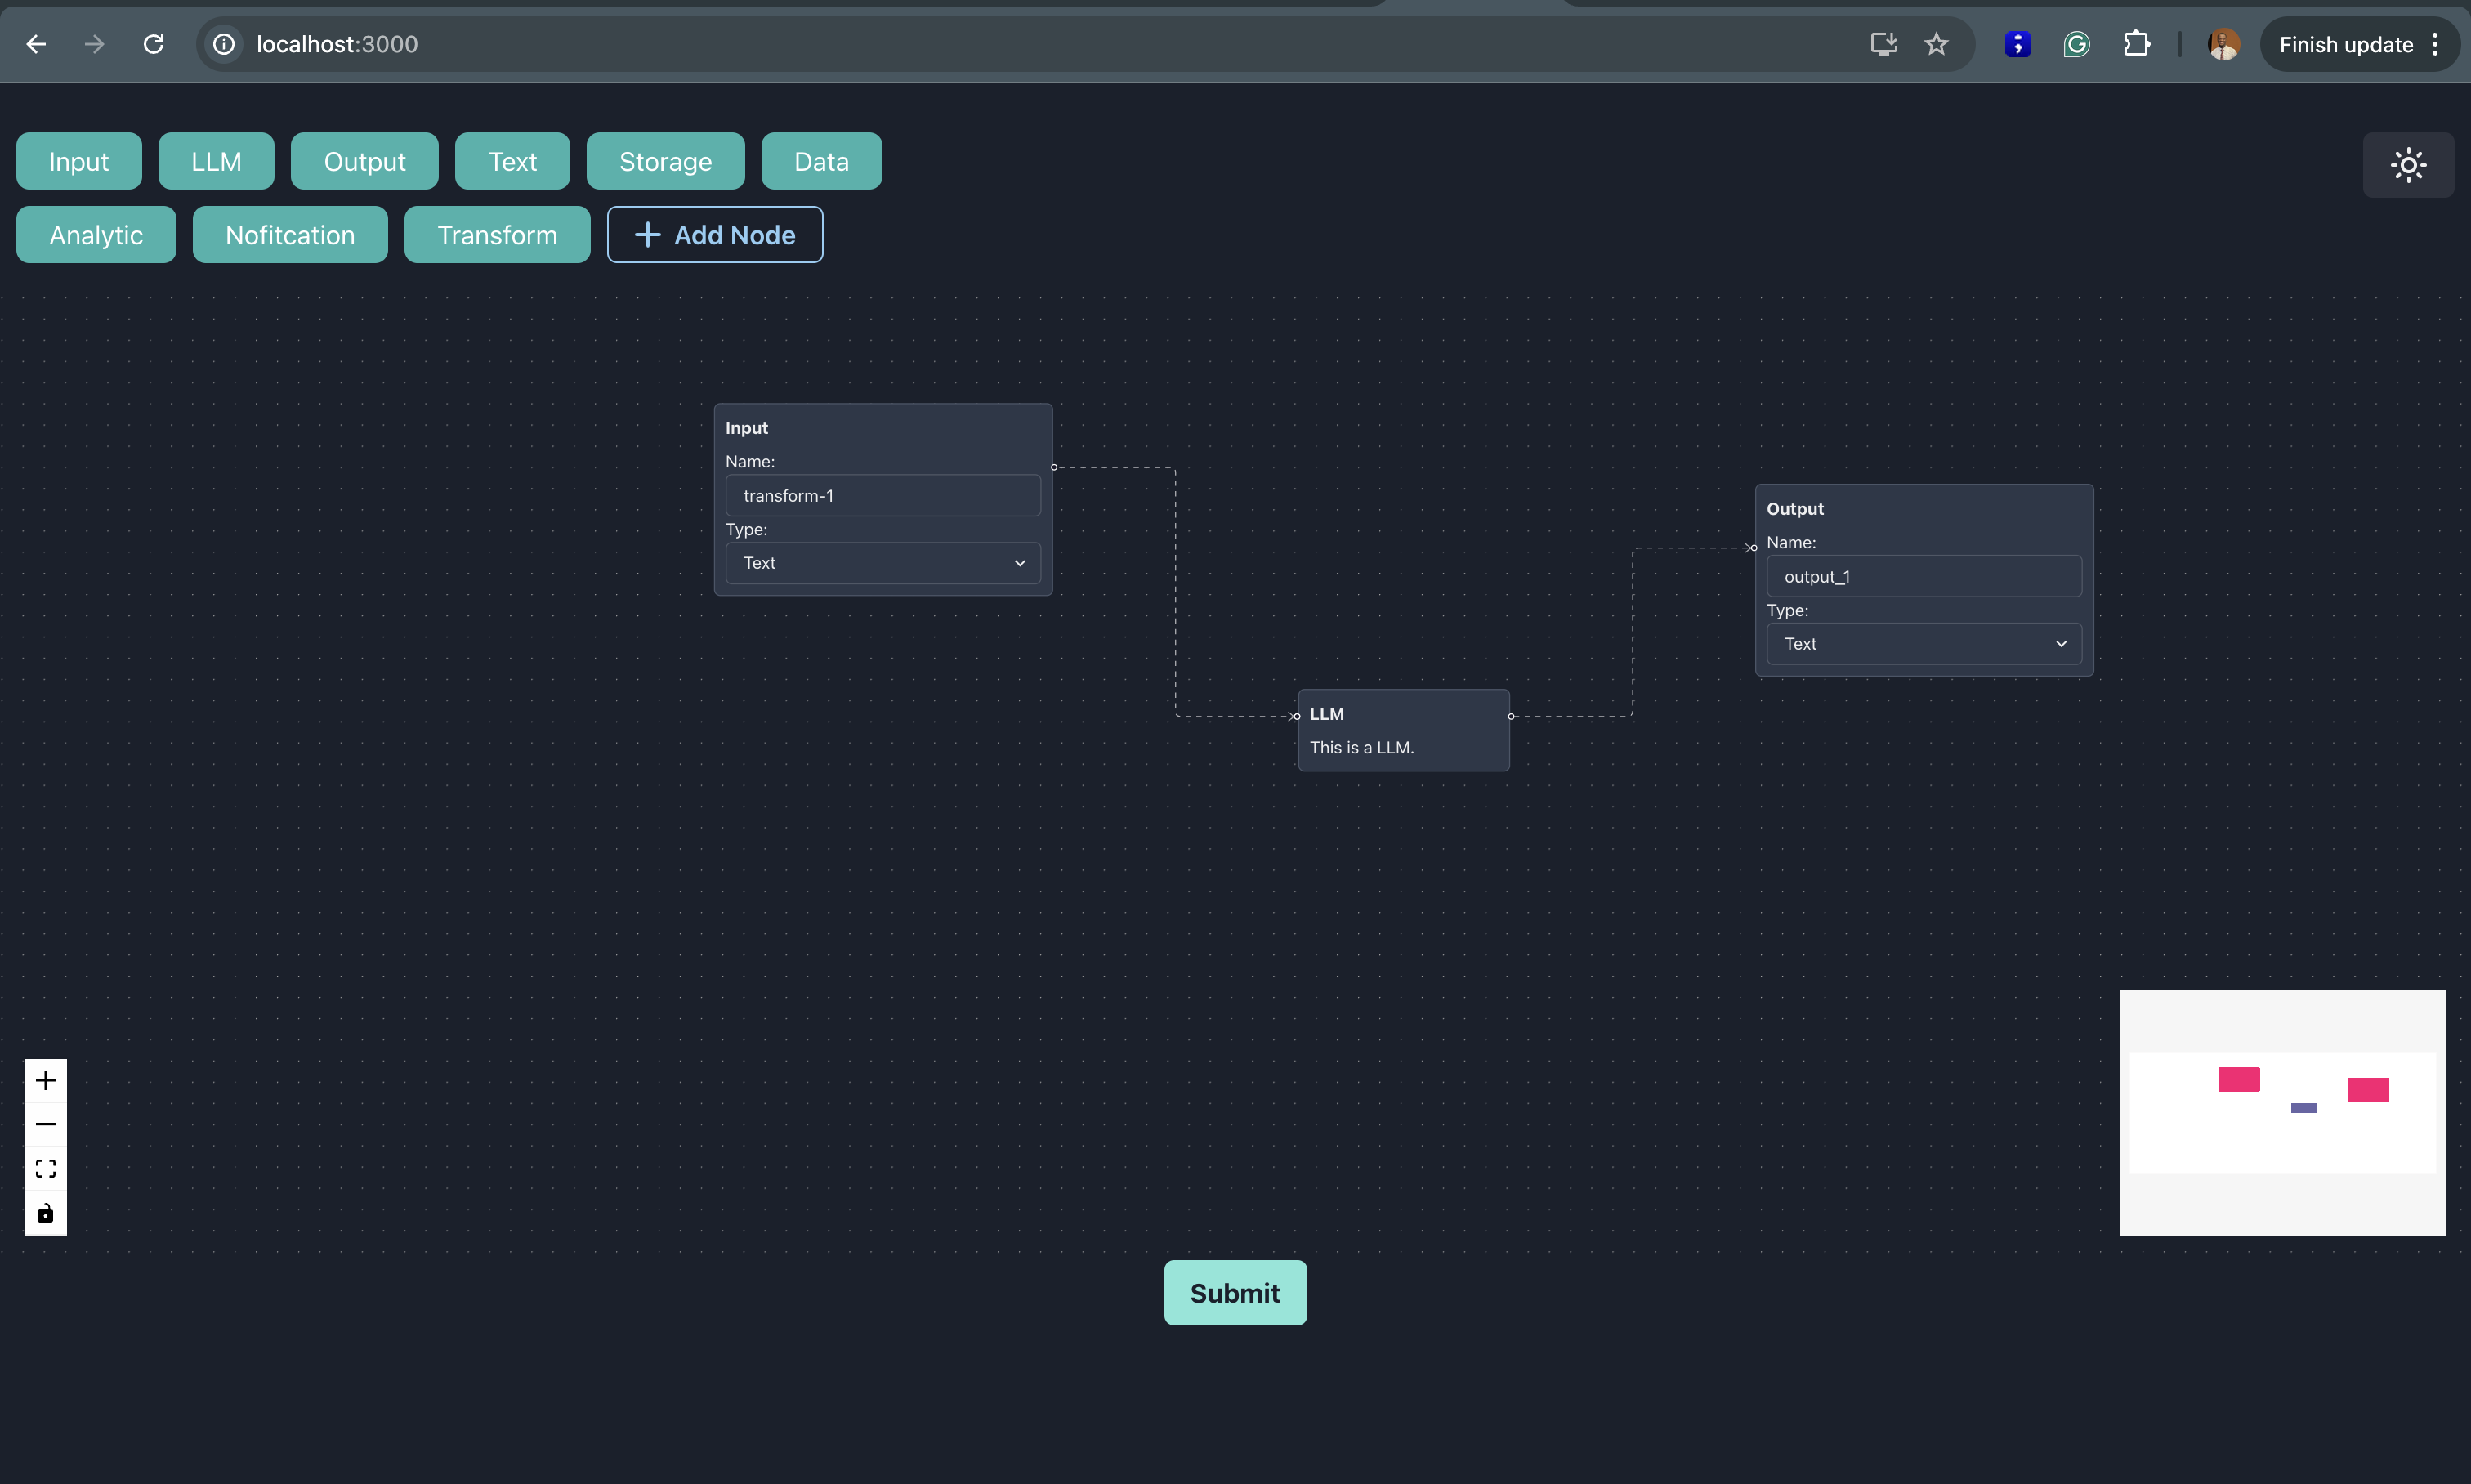 localhost:3000
Finish update
Input LLM Output Text Storage Data
Analytic Nofitcation Transform Add Node
Input
Name:
transform-1
Type:
Text
Output
Name:
output_1
Type:
Text
LLM
This is a LLM.
Submit